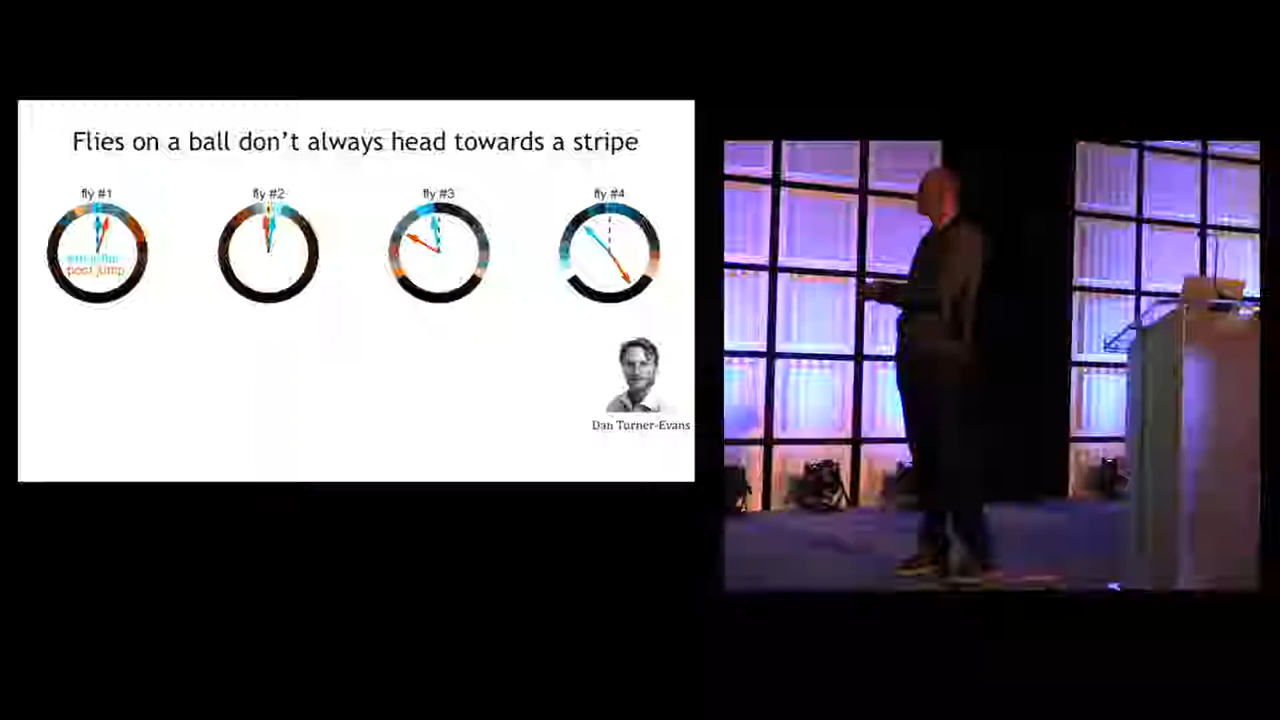 Flies on a ball don't always head towards a stripe
fly #1
fly #2
fly #3
fly #4
post jump
Dan Turner-Evans